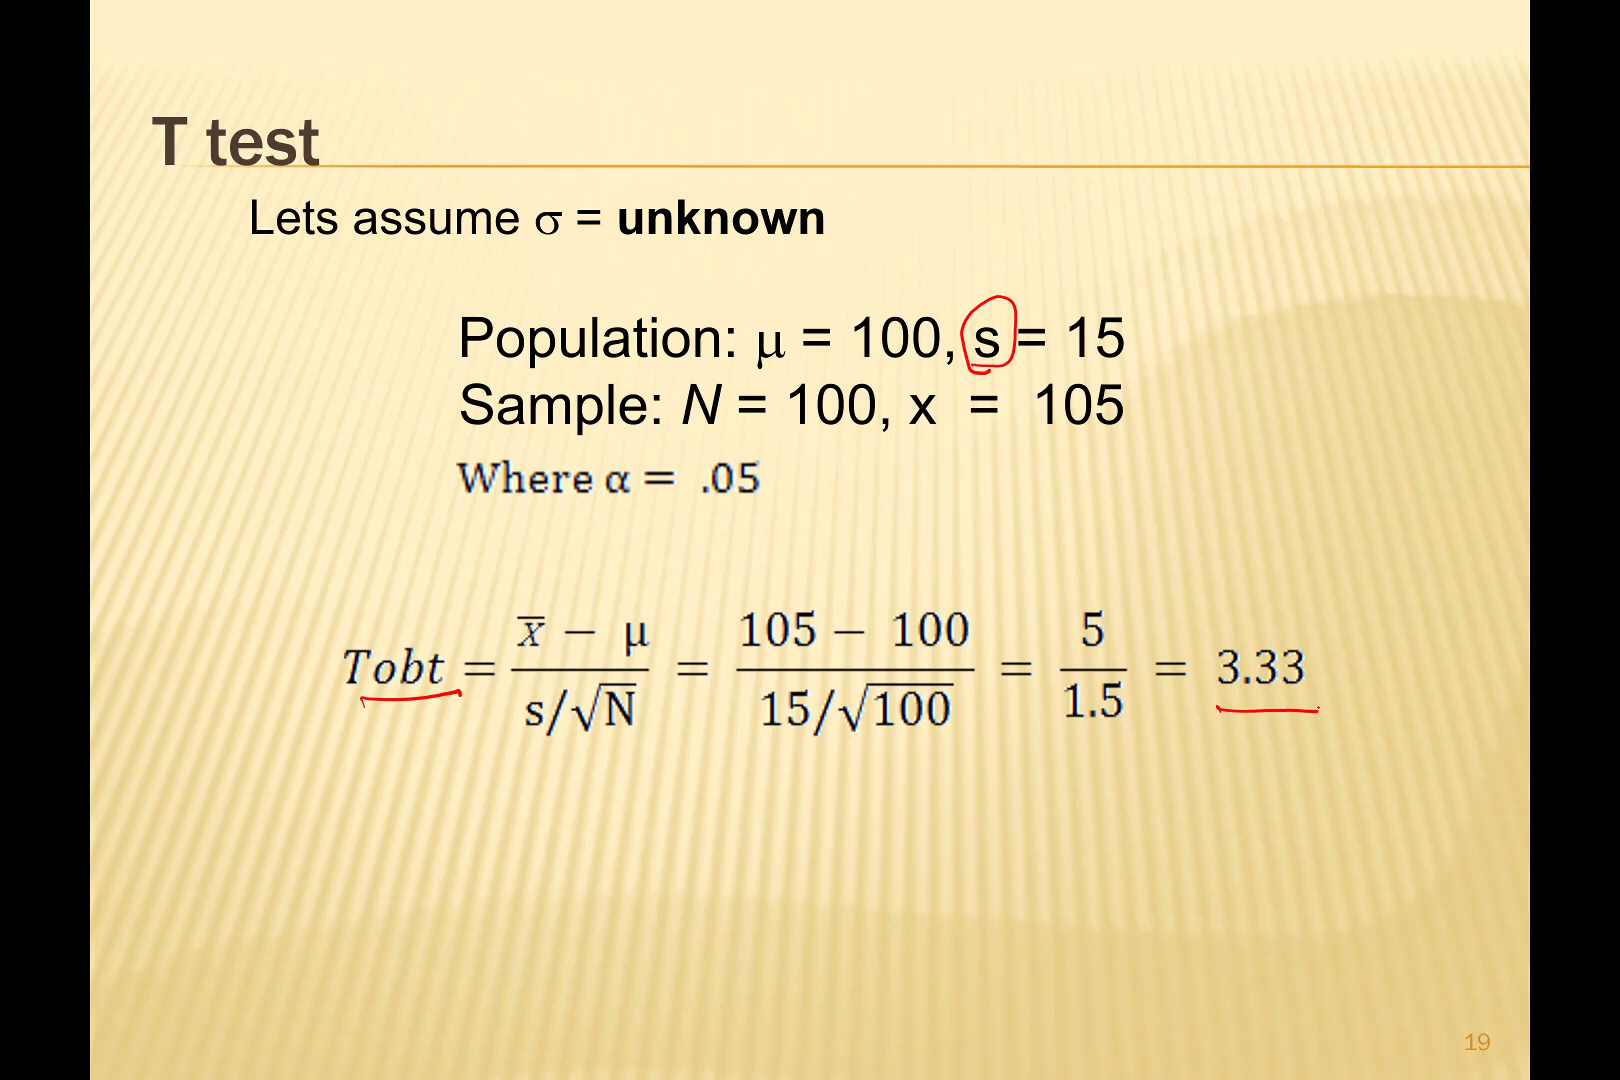 T test
Lets assume σ = unknown
Population: μ = 100, s = 15
Sample: N = 100, x = 105
Where α = .05
Tobt = x̅ − μ / s/√N = 105 − 100 / 15/√100 = 5 / 1.5 = 3.33
19